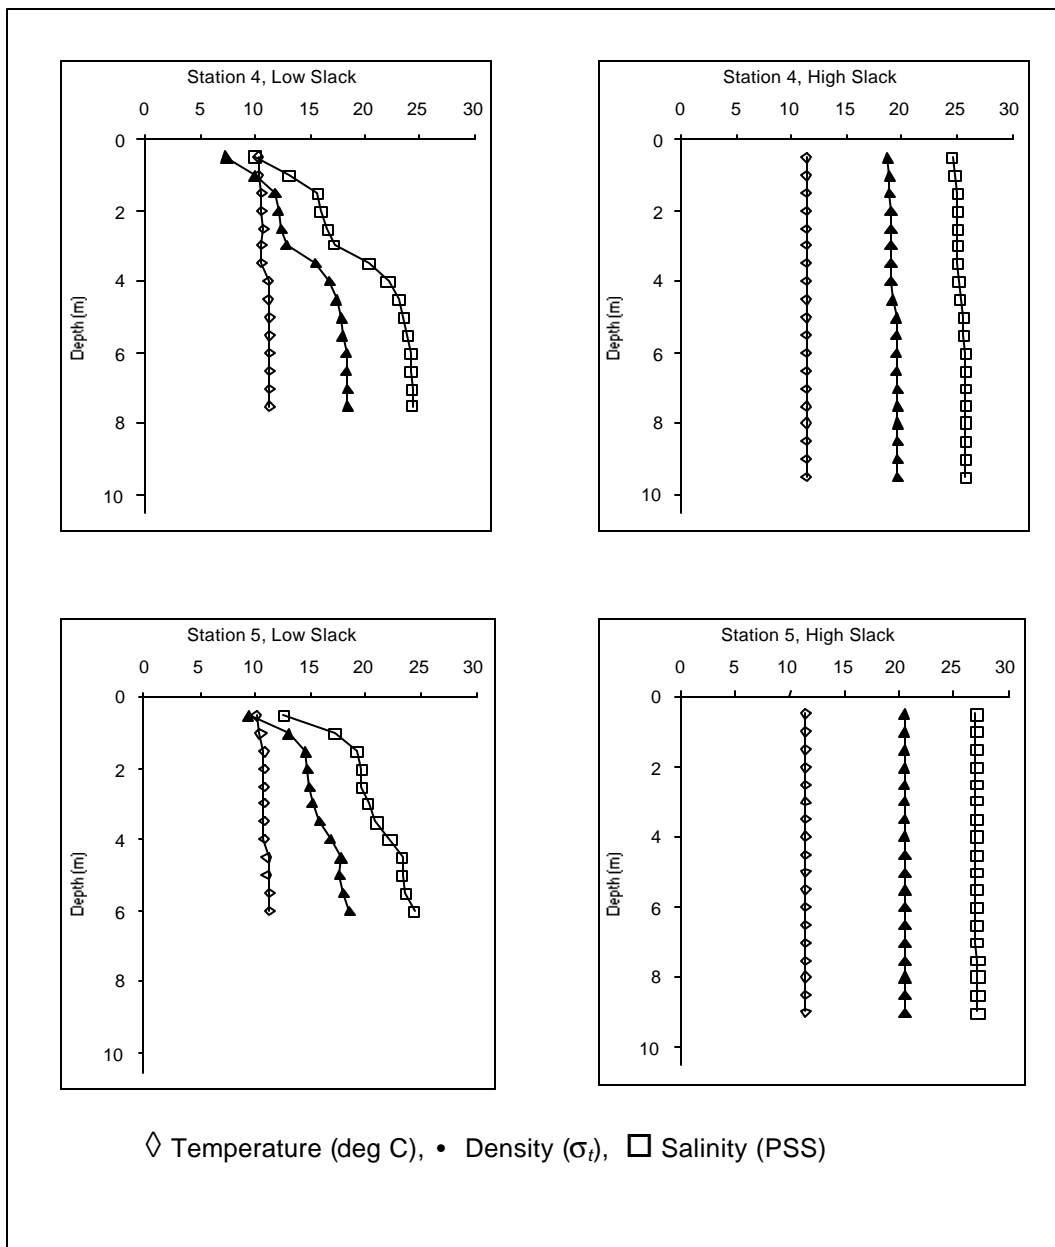 Station 4, Low Slack
0 5 10 15 20 25 30
0
2
4
6
8
10
Depth (m)
Station 4, High Slack
0 5 10 15 20 25 30
0
2
4
6
8
10
Depth (m)
Station 5, Low Slack
0 5 10 15 20 25 30
0
2
4
6
8
10
Depth (m)
Station 5, High Slack
0 5 10 15 20 25 30
0
2
4
6
8
10
Depth (m)
◊ Temperature (deg C), • Density (σt), □ Salinity (PSS)